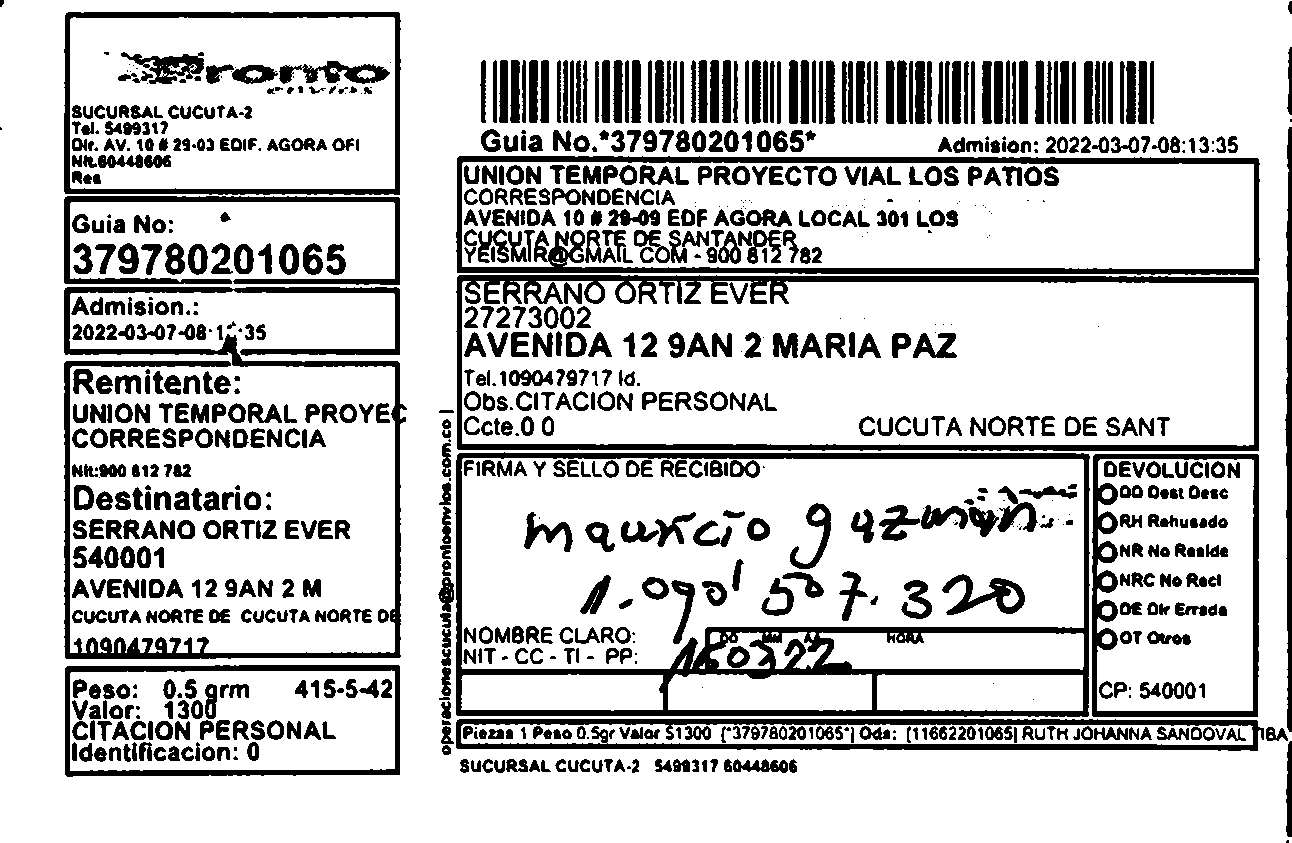 Pronto
envios
SUCURSAL CUCUTA-2
Tel. 5499317
Dir. AV. 10 # 29-03 EDIF. AGORA OFI
Nit.60448606
Res
Guia No:
379780201065
Admision.:
2022-03-07-08:13:35
Remitente:
UNION TEMPORAL PROYEC
CORRESPONDENCIA
Nit:900 612 782
Destinatario:
SERRANO ORTIZ EVER
540001
AVENIDA 12 9AN 2 M
CUCUTA NORTE DE CUCUTA NORTE DE
1090479717
Peso: 0.5 grm 415-5-42
Valor: 1300
CITACION PERSONAL
Identificacion: 0
operacionescucuta@prontoenvios.com.co |
Guia No.*379780201065* Admision: 2022-03-07-08:13:35
UNION TEMPORAL PROYECTO VIAL LOS PATIOS
CORRESPONDENCIA
AVENIDA 10 # 29-09 EDF AGORA LOCAL 301 LOS
CUCUTA NORTE DE SANTANDER
YEISMIR@GMAIL COM - 900 612 782
SERRANO ORTIZ EVER
27273002
AVENIDA 12 9AN 2 MARIA PAZ
Tel.1090479717 Id.
Obs.CITACION PERSONAL
Ccte.0 0 CUCUTA NORTE DE SANT
FIRMA Y SELLO DE RECIBIDO
mauricio guzman
1.090'507.320
NOMBRE CLARO:
NIT - CC - TI - PP:
DD MM AA HORA
160322
DEVOLUCION
DD Dest Desc
RH Rehusado
NR No Reside
NRC No Recl
DE Dir Errada
OT Otros
CP: 540001
Piezas 1 Peso 0.5gr Valor $1300 (*379780201065*) Oda: [11662201065] RUTH JOHANNA SANDOVAL TIBA
SUCURSAL CUCUTA-2 5499317 60448606